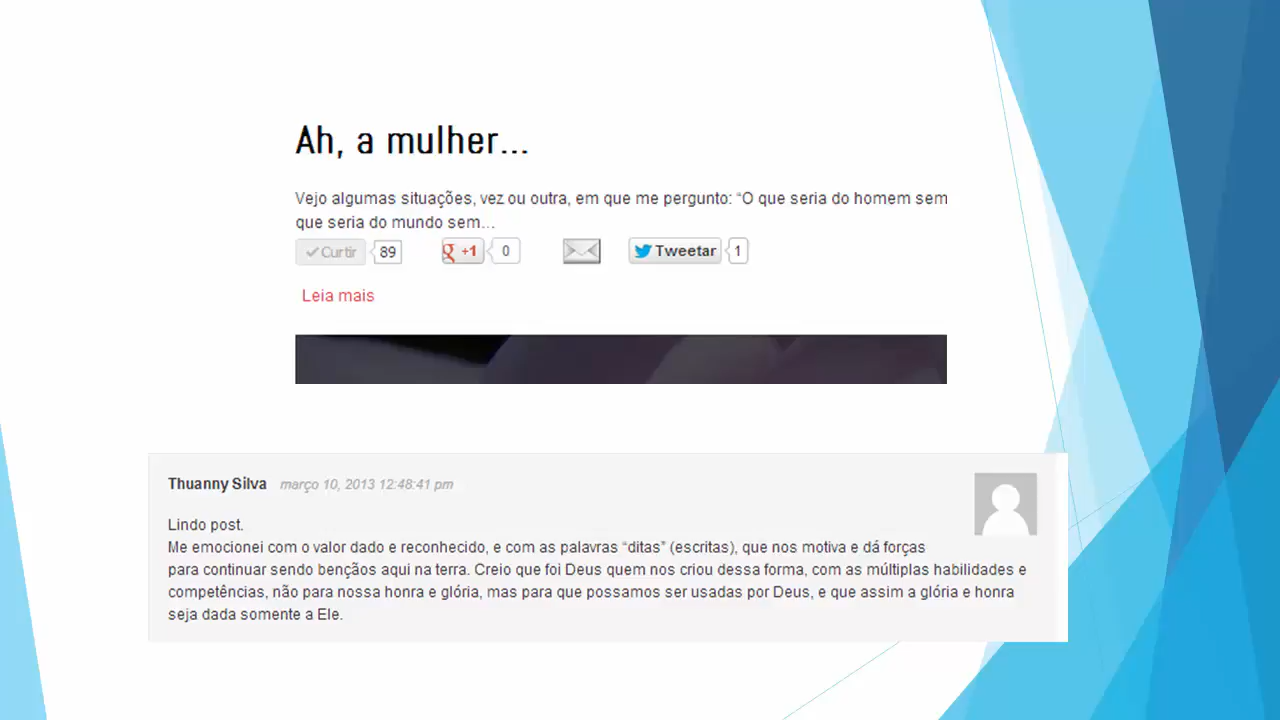 Ah, a mulher...
Vejo algumas situações, vez ou outra, em que me pergunto: “O que seria do homem sem
que seria do mundo sem...
Curtir 89 g +1 0 Tweetar 1
Leia mais
Thuanny Silva março 10, 2013 12:48:41 pm
Lindo post.
Me emocionei com o valor dado e reconhecido, e com as palavras “ditas” (escritas), que nos motiva e dá forças
para continuar sendo bençãos aqui na terra. Creio que foi Deus quem nos criou dessa forma, com as múltiplas habilidades e
competências, não para nossa honra e glória, mas para que possamos ser usadas por Deus, e que assim a glória e honra
seja dada somente a Ele.